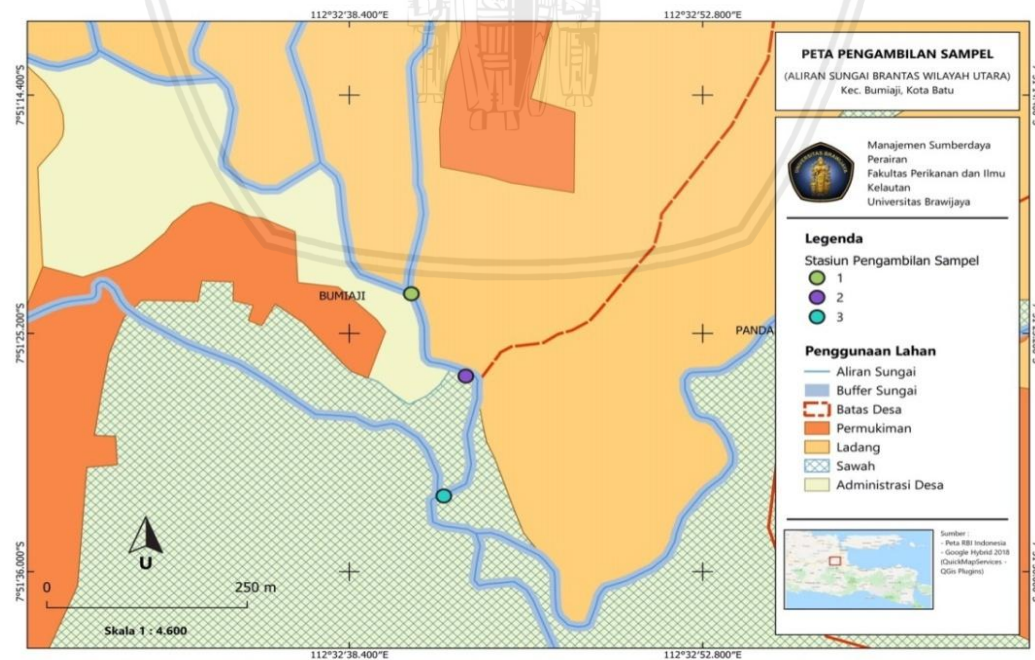 112°32'38.400"E
112°32'52.800"E
7°51'14.400"S
7°51'25.200"S
7°51'36.000"S
BUMIAJI
PANDA
U
0
250 m
Skala 1 : 4.600
112°32'38.400"E
112°32'52.800"E
PETA PENGAMBILAN SAMPEL
(ALIRAN SUNGAI BRANTAS WILAYAH UTARA)
Kec. Bumiaji, Kota Batu
UNIVERSITAS BRAWIJAYA
Manajemen Sumberdaya
Perairan
Fakultas Perikanan dan Ilmu
Kelautan
Universitas Brawijaya
Legenda
Stasiun Pengambilan Sampel
1
2
3
Penggunaan Lahan
Aliran Sungai
Buffer Sungai
Batas Desa
Permukiman
Ladang
Sawah
Administrasi Desa
Sumber :
- Peta RBI Indonesia
- Google Hybrid 2018
(QuickMapServices -
QGis Plugins)